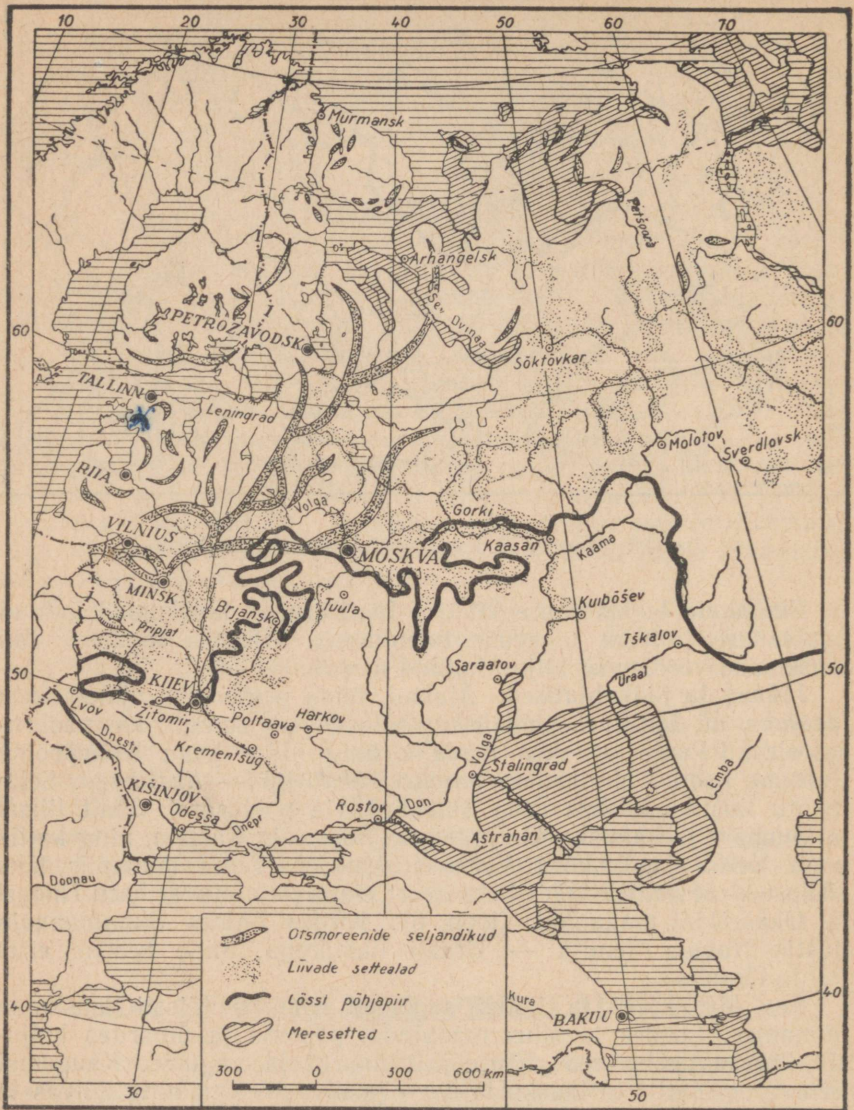 10 20 30 40 50 60 70
Murmansk
Petšoora
Arhangelsk
Sev Dvinaa
60 PETROZAVODSK 60
Sõktõvkar
TALLINN
Leningrad
Molotov
Sverdlovsk
RIIA
Volga
Gorki
VILNIUS
MOSKVA
Kaasan
Kaama
MINSK
Brjansk
Tuula
Kuibõšev
Pripjat
Tškalov
Saraatov
50 KIIEV 50
Uraal
Lvov
Žitomir
Poltaava
Harkov
Dnestr
Krementšug
Volga
Stalingrad
Emba
KIŠINJOV
Odessa
Dnepr
Rostov
Don
Astrahan
Doonau
Otsmoreenide seljandikud
Liivade settealad
40 Lössi põhjapiir Kura 40
BAKUU
Meresetted
300 0 300 600 km
30 50